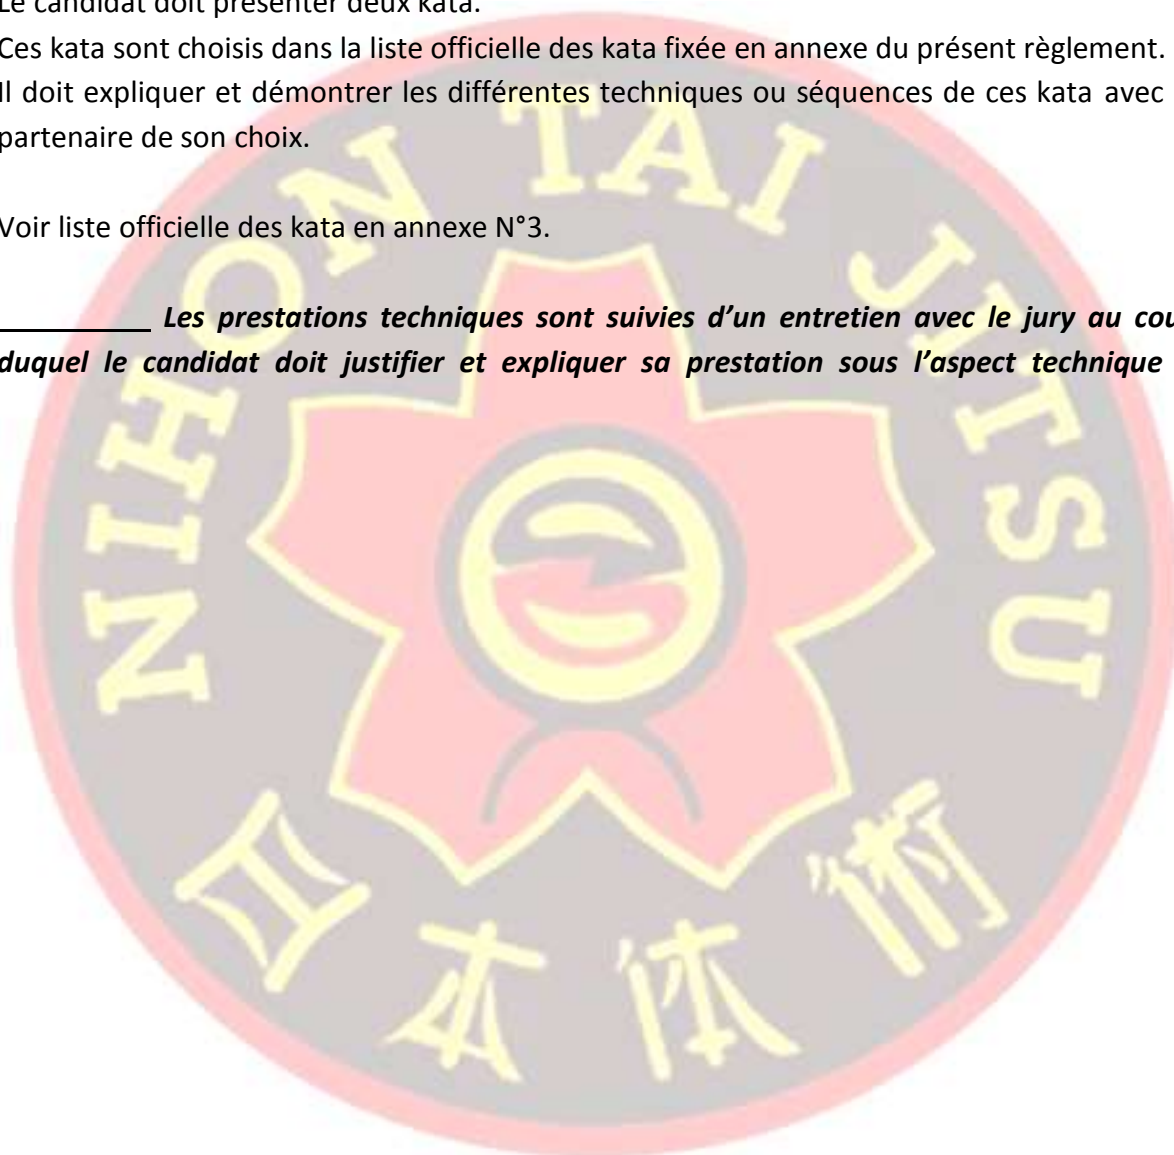 Le candidat doit présenter deux kata.
Ces kata sont choisis dans la liste officielle des kata fixée en annexe du présent règlement.
Il doit expliquer et démontrer les différentes techniques ou séquences de ces kata avec
partenaire de son choix.
Voir liste officielle des kata en annexe N°3.
Les prestations techniques sont suivies d’un entretien avec le jury au cou
duquel le candidat doit justifier et expliquer sa prestation sous l’aspect technique
NIHON TAI JITSU
日本体術